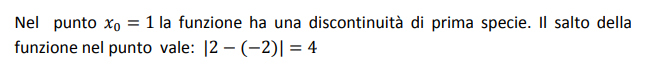 Nel punto 𝑥₀ = 1 la funzione ha una discontinuità di prima specie. Il salto della
funzione nel punto vale: |2 − (−2)| = 4